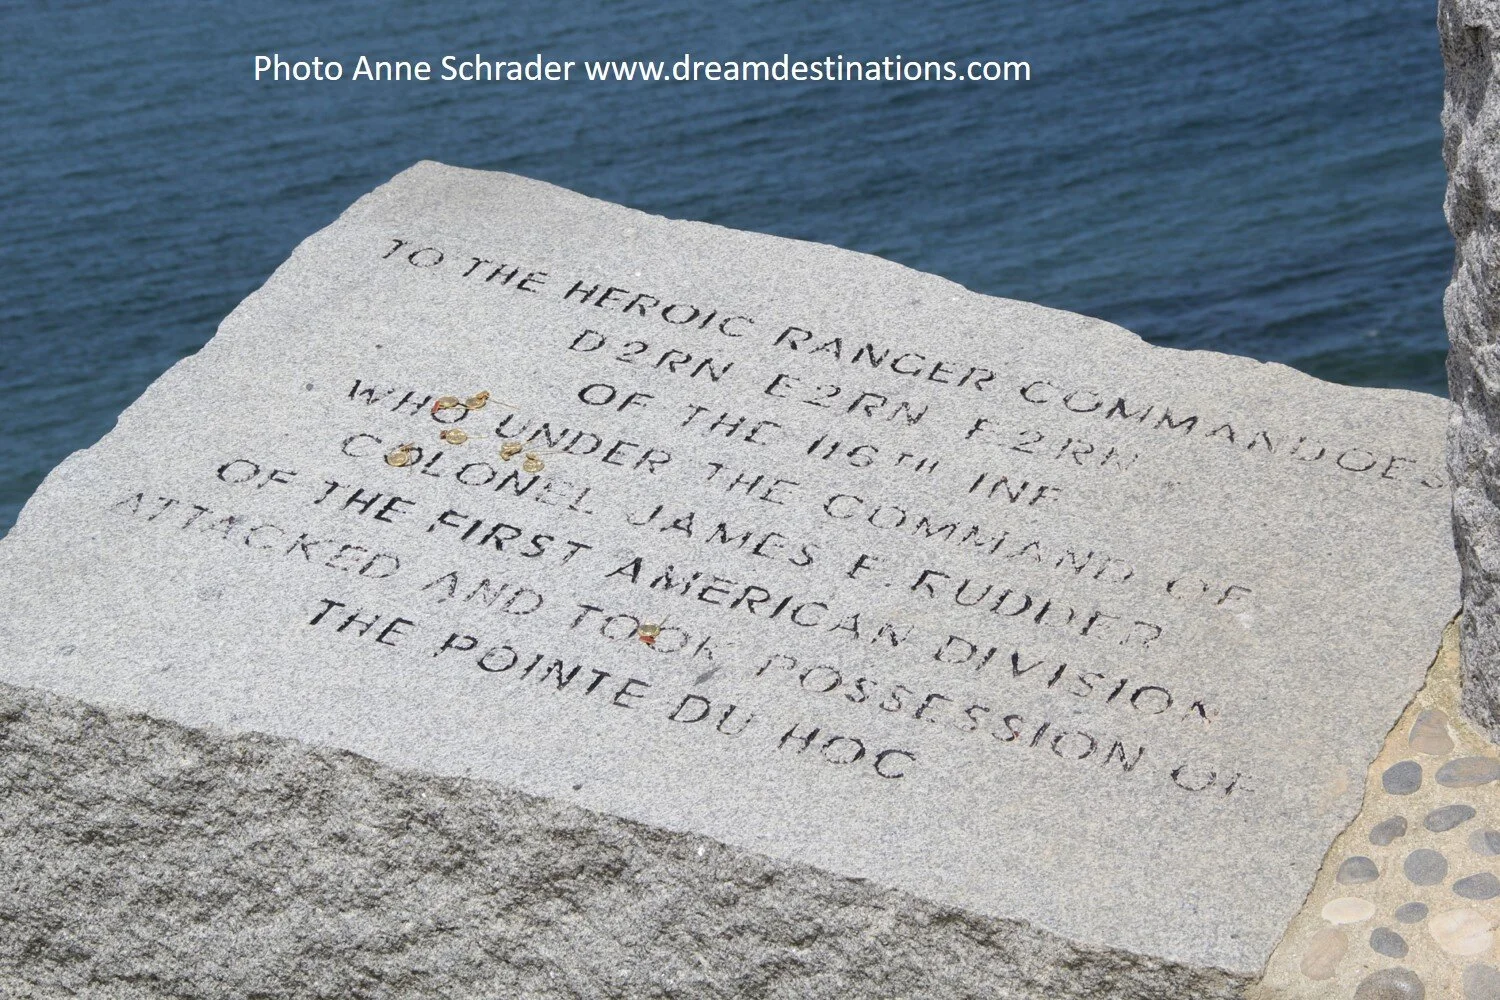 Photo Anne Schrader www.dreamdestinations.com
TO THE HEROIC RANGER COMMANDOES
D2RN E2RN F2RN
OF THE 116TH INF
WHO UNDER THE COMMAND OF
COLONEL JAMES E. RUDDER
OF THE FIRST AMERICAN DIVISION
ATTACKED AND TOOK POSSESSION OF
THE POINTE DU HOC